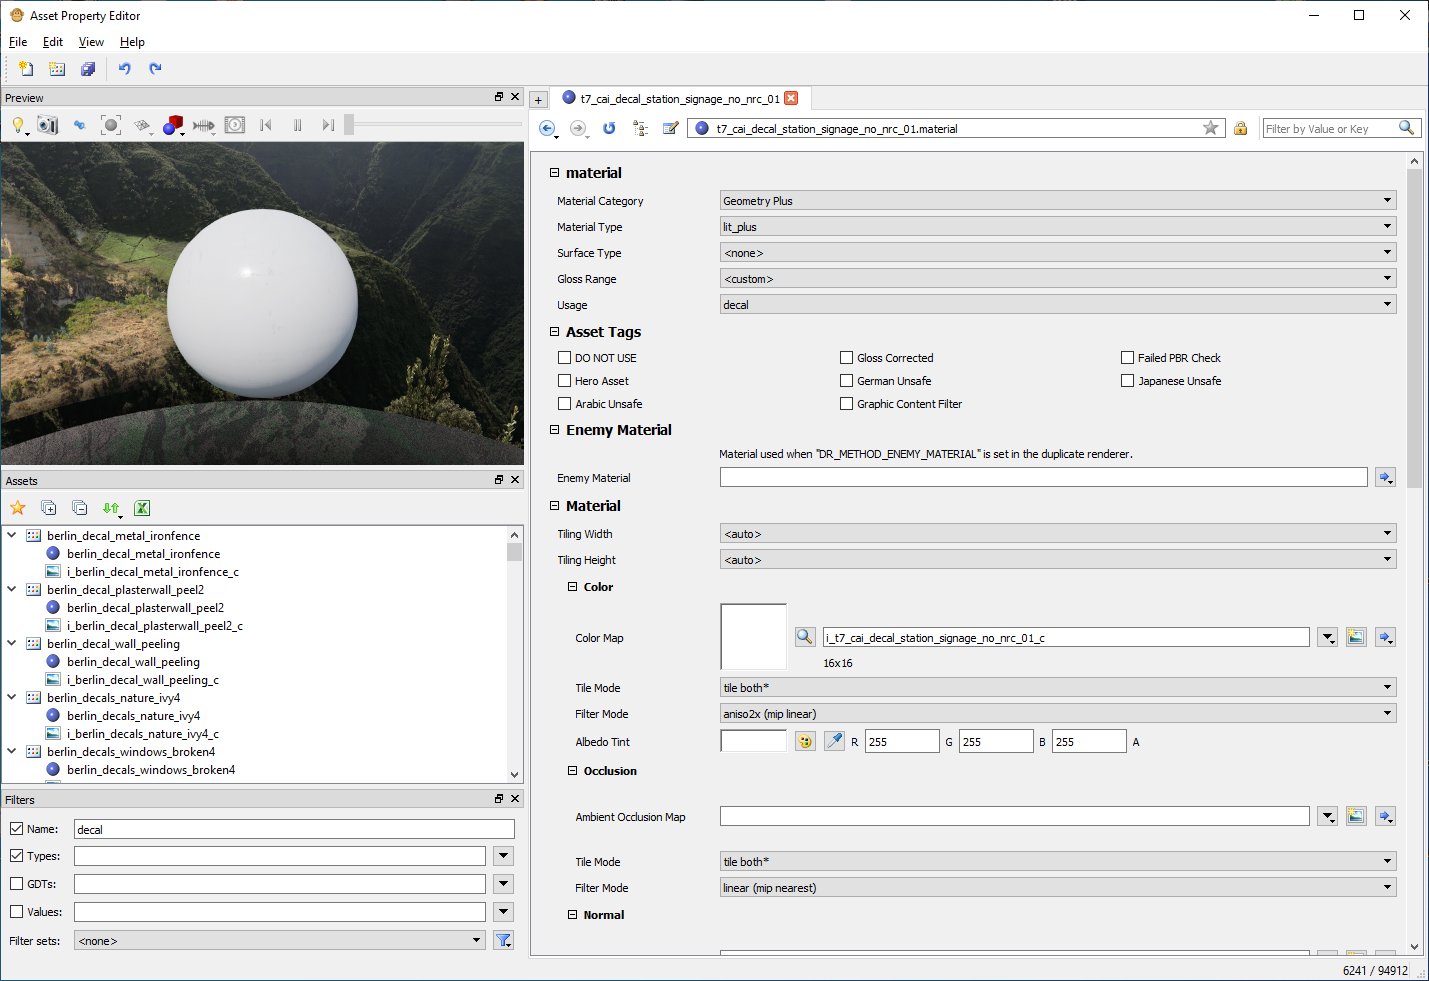 Asset Property Editor
File Edit View Help
Preview
Assets
berlin_decal_metal_ironfence
berlin_decal_metal_ironfence
i_berlin_decal_metal_ironfence_c
berlin_decal_plasterwall_peel2
berlin_decal_plasterwall_peel2
i_berlin_decal_plasterwall_peel2_c
berlin_decal_wall_peeling
berlin_decal_wall_peeling
i_berlin_decal_wall_peeling_c
berlin_decals_nature_ivy4
berlin_decals_nature_ivy4
i_berlin_decals_nature_ivy4_c
berlin_decals_windows_broken4
berlin_decals_windows_broken4
Filters
Name: decal
Types:
GDTs:
Values:
Filter sets: <none>
+ t7_cai_decal_station_signage_no_nrc_01
t7_cai_decal_station_signage_no_nrc_01.material Filter by Value or Key
material
Material Category Geometry Plus
Material Type lit_plus
Surface Type <none>
Gloss Range <custom>
Usage decal
Asset Tags
DO NOT USE Gloss Corrected Failed PBR Check
Hero Asset German Unsafe Japanese Unsafe
Arabic Unsafe Graphic Content Filter
Enemy Material
Material used when "DR_METHOD_ENEMY_MATERIAL" is set in the duplicate renderer.
Enemy Material
Material
Tiling Width <auto>
Tiling Height <auto>
Color
Color Map i_t7_cai_decal_station_signage_no_nrc_01_c
16x16
Tile Mode tile both*
Filter Mode aniso2x (mip linear)
Albedo Tint R 255 G 255 B 255 A
Occlusion
Ambient Occlusion Map
Tile Mode tile both*
Filter Mode linear (mip nearest)
Normal
6241 / 94912